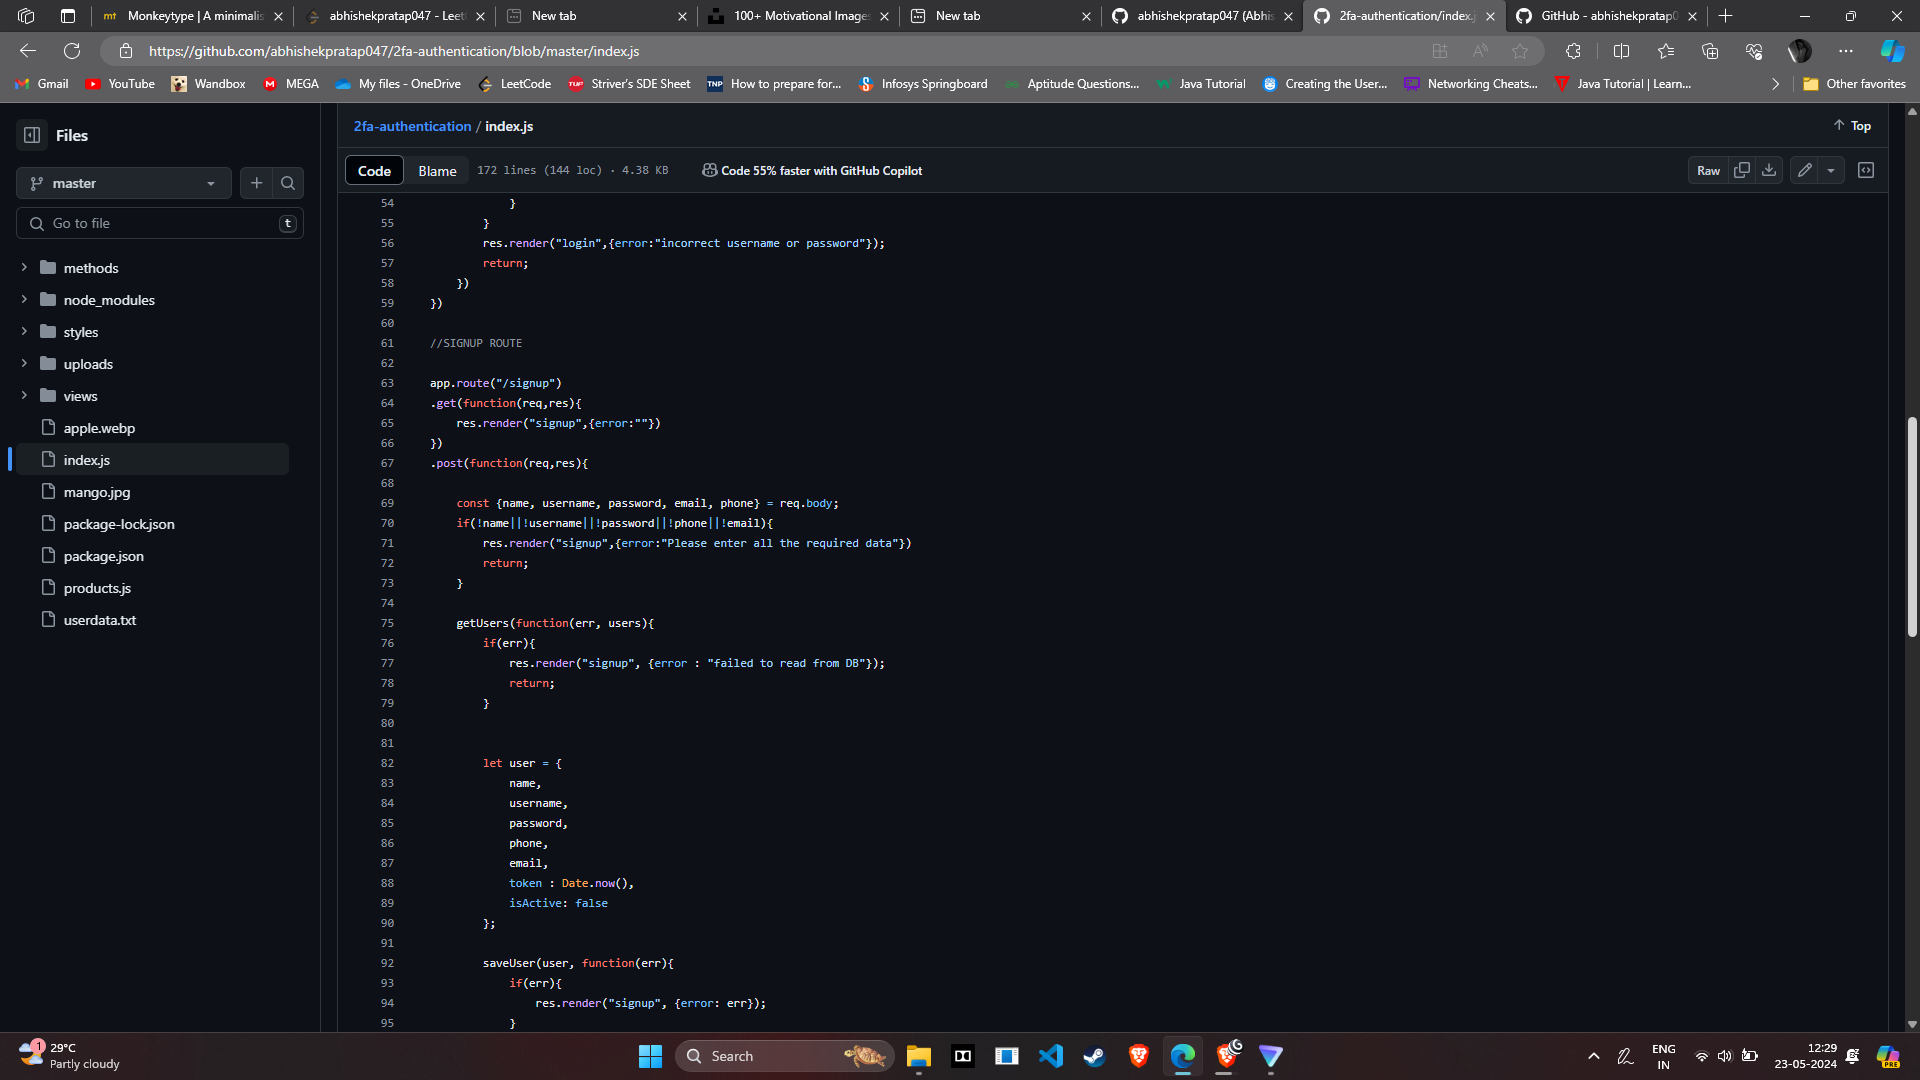 Monkeytype | A minimalis
abhishekpratap047 - Leet
New tab
100+ Motivational Images
New tab
abhishekpratap047 (Abhis
2fa-authentication/index.j
GitHub - abhishekpratap0
https://github.com/abhishekpratap047/2fa-authentication/blob/master/index.js
Gmail
YouTube
Wandbox
MEGA
My files - OneDrive
LeetCode
Striver's SDE Sheet
TNP How to prepare for...
Infosys Springboard
Aptitude Questions...
Java Tutorial
Creating the User...
Networking Cheats...
Java Tutorial | Learn...
Other favorites
Files
master
Go to file
t
methods
node_modules
styles
uploads
views
apple.webp
index.js
mango.jpg
package-lock.json
package.json
products.js
userdata.txt
2fa-authentication / index.js
Top
Code
Blame
172 lines (144 loc) · 4.38 KB
Code 55% faster with GitHub Copilot
Raw
54 }
55 }
56 res.render("login",{error:"incorrect username or password"});
57 return;
58 })
59 })
60
61 //SIGNUP ROUTE
62
63 app.route("/signup")
64 .get(function(req,res){
65 res.render("signup",{error:""})
66 })
67 .post(function(req,res){
68
69 const {name, username, password, email, phone} = req.body;
70 if(!name||!username||!password||!phone||!email){
71 res.render("signup",{error:"Please enter all the required data"})
72 return;
73 }
74
75 getUsers(function(err, users){
76 if(err){
77 res.render("signup", {error : "failed to read from DB"});
78 return;
79 }
80
81
82 let user = {
83 name,
84 username,
85 password,
86 phone,
87 email,
88 token : Date.now(),
89 isActive: false
90 };
91
92 saveUser(user, function(err){
93 if(err){
94 res.render("signup", {error: err});
95 }
1
29°C
Partly cloudy
Search
ENG
IN
12:29
23-05-2024
PRE